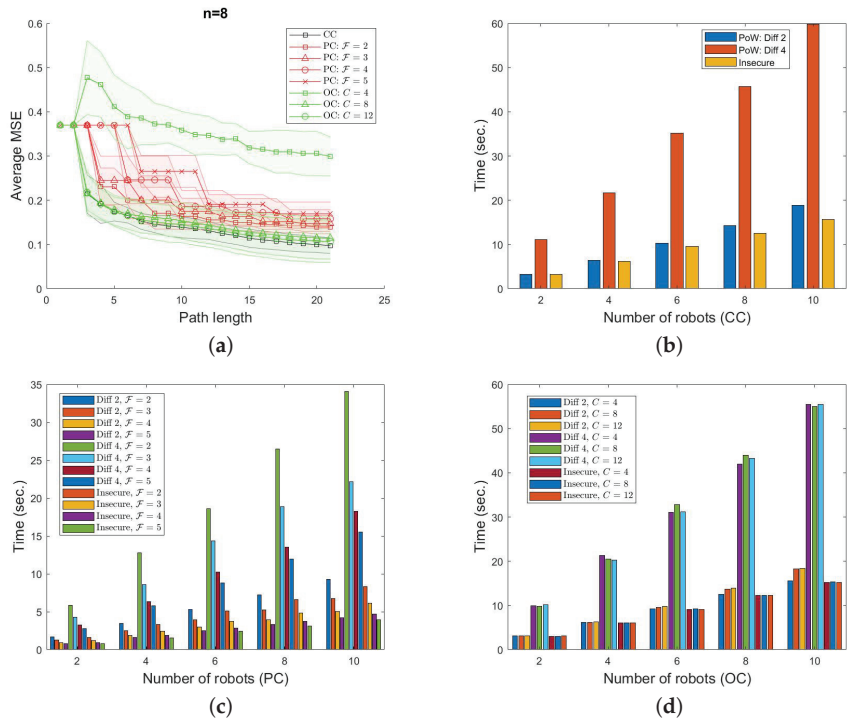 n=8
0.6
0.5
0.4
0.3
0.2
0.1
0
Average MSE
0 5 10 15 20 25
Path length
CC
PC: ℱ = 2
PC: ℱ = 3
PC: ℱ = 4
PC: ℱ = 5
OC: C = 4
OC: C = 8
OC: C = 12
(a)
60
50
40
30
20
10
0
Time (sec.)
2 4 6 8 10
Number of robots (CC)
PoW: Diff 2
PoW: Diff 4
Insecure
(b)
35
30
25
20
15
10
5
0
Time (sec.)
2 4 6 8 10
Number of robots (PC)
Diff 2, ℱ = 2
Diff 2, ℱ = 3
Diff 2, ℱ = 4
Diff 2, ℱ = 5
Diff 4, ℱ = 2
Diff 4, ℱ = 3
Diff 4, ℱ = 4
Diff 4, ℱ = 5
Insecure, ℱ = 2
Insecure, ℱ = 3
Insecure, ℱ = 4
Insecure, ℱ = 5
(c)
60
50
40
30
20
10
0
Time (sec.)
2 4 6 8 10
Number of robots (OC)
Diff 2, C = 4
Diff 2, C = 8
Diff 2, C = 12
Diff 4, C = 4
Diff 4, C = 8
Diff 4, C = 12
Insecure, C = 4
Insecure, C = 8
Insecure, C = 12
(d)